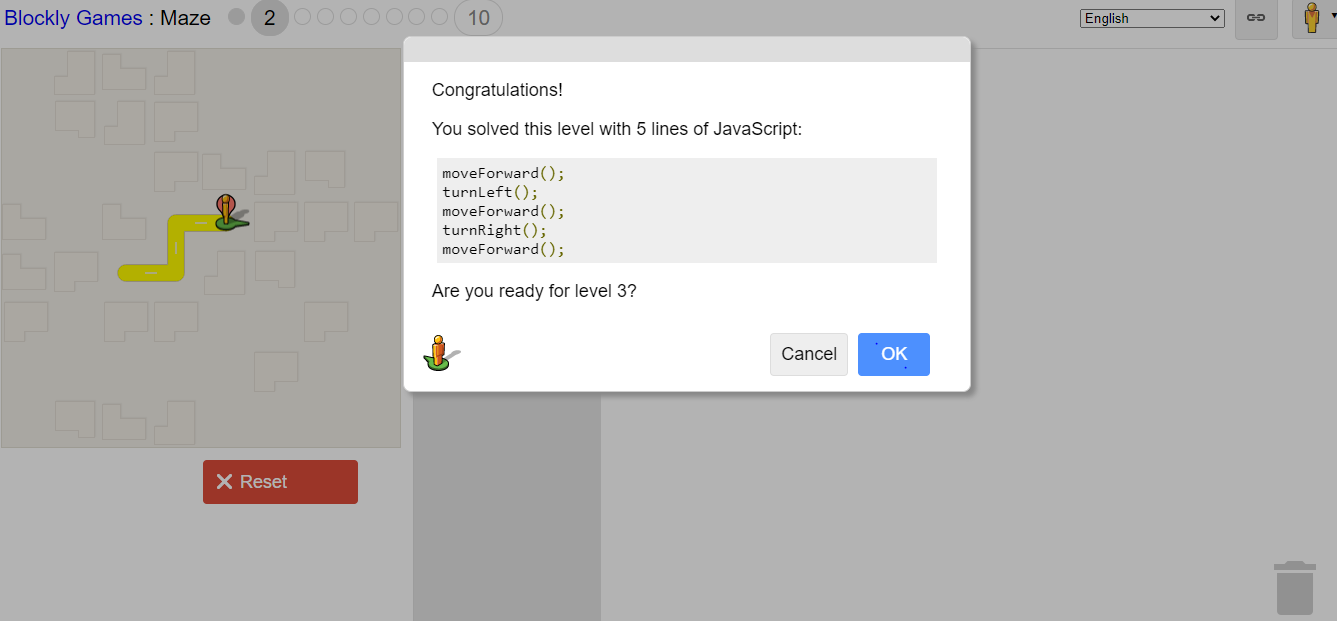 Blockly Games : Maze 2 10 English
Congratulations!
You solved this level with 5 lines of JavaScript:
moveForward();
turnLeft();
moveForward();
turnRight();
moveForward();
Are you ready for level 3?
Cancel OK
Reset